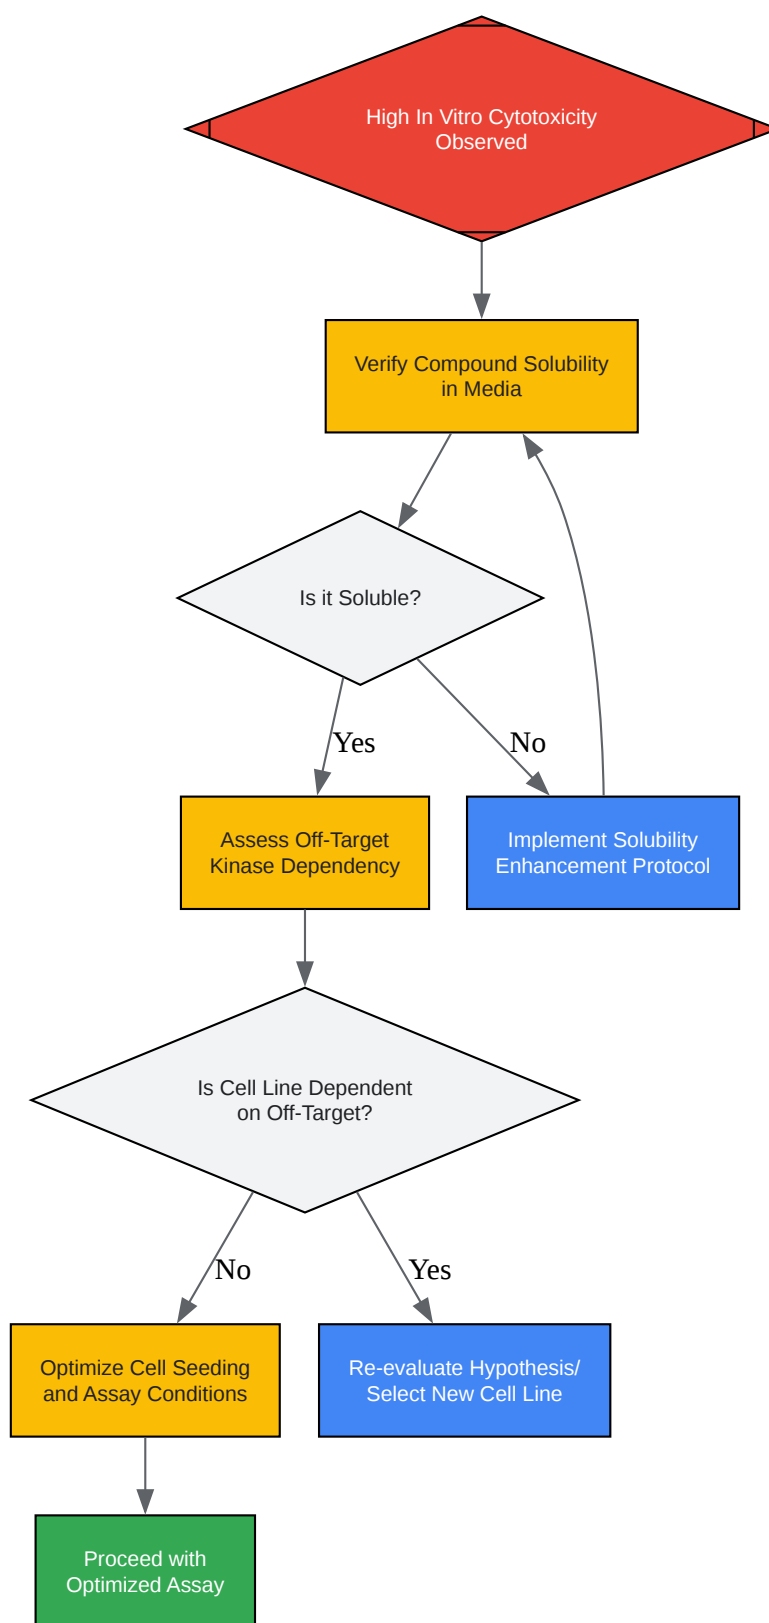 High In Vitro Cytotoxicity
Observed
Verify Compound Solubility
in Media
Is it Soluble?
Yes
No
Assess Off-Target
Kinase Dependency
Implement Solubility
Enhancement Protocol
Is Cell Line Dependent
on Off-Target?
No
Yes
Optimize Cell Seeding
and Assay Conditions
Re-evaluate Hypothesis/
Select New Cell Line
Proceed with
Optimized Assay